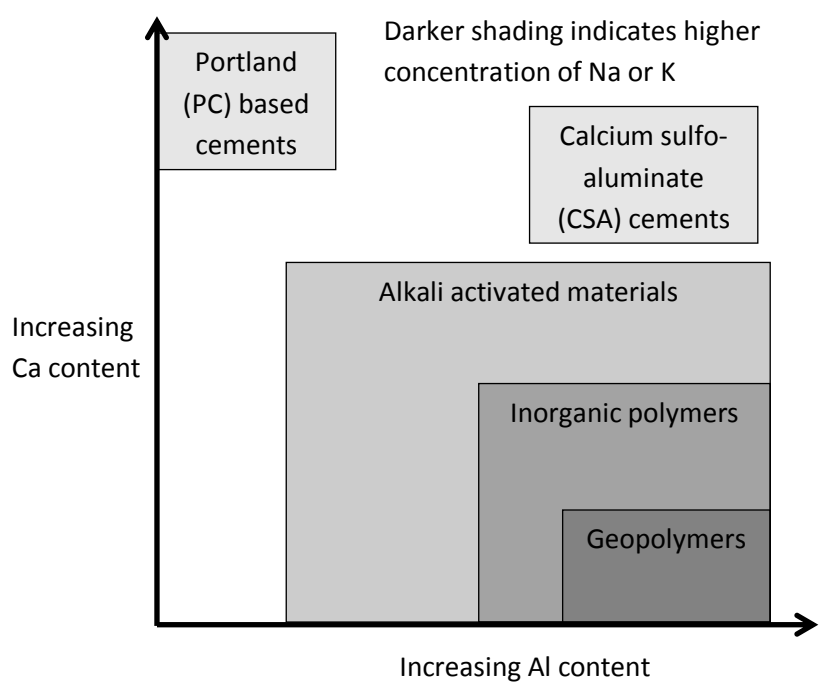 Darker shading indicates higher
concentration of Na or K
Portland
(PC) based
cements
Calcium sulfo-
aluminate
(CSA) cements
Alkali activated materials
Increasing
Ca content
Inorganic polymers
Geopolymers
Increasing Al content